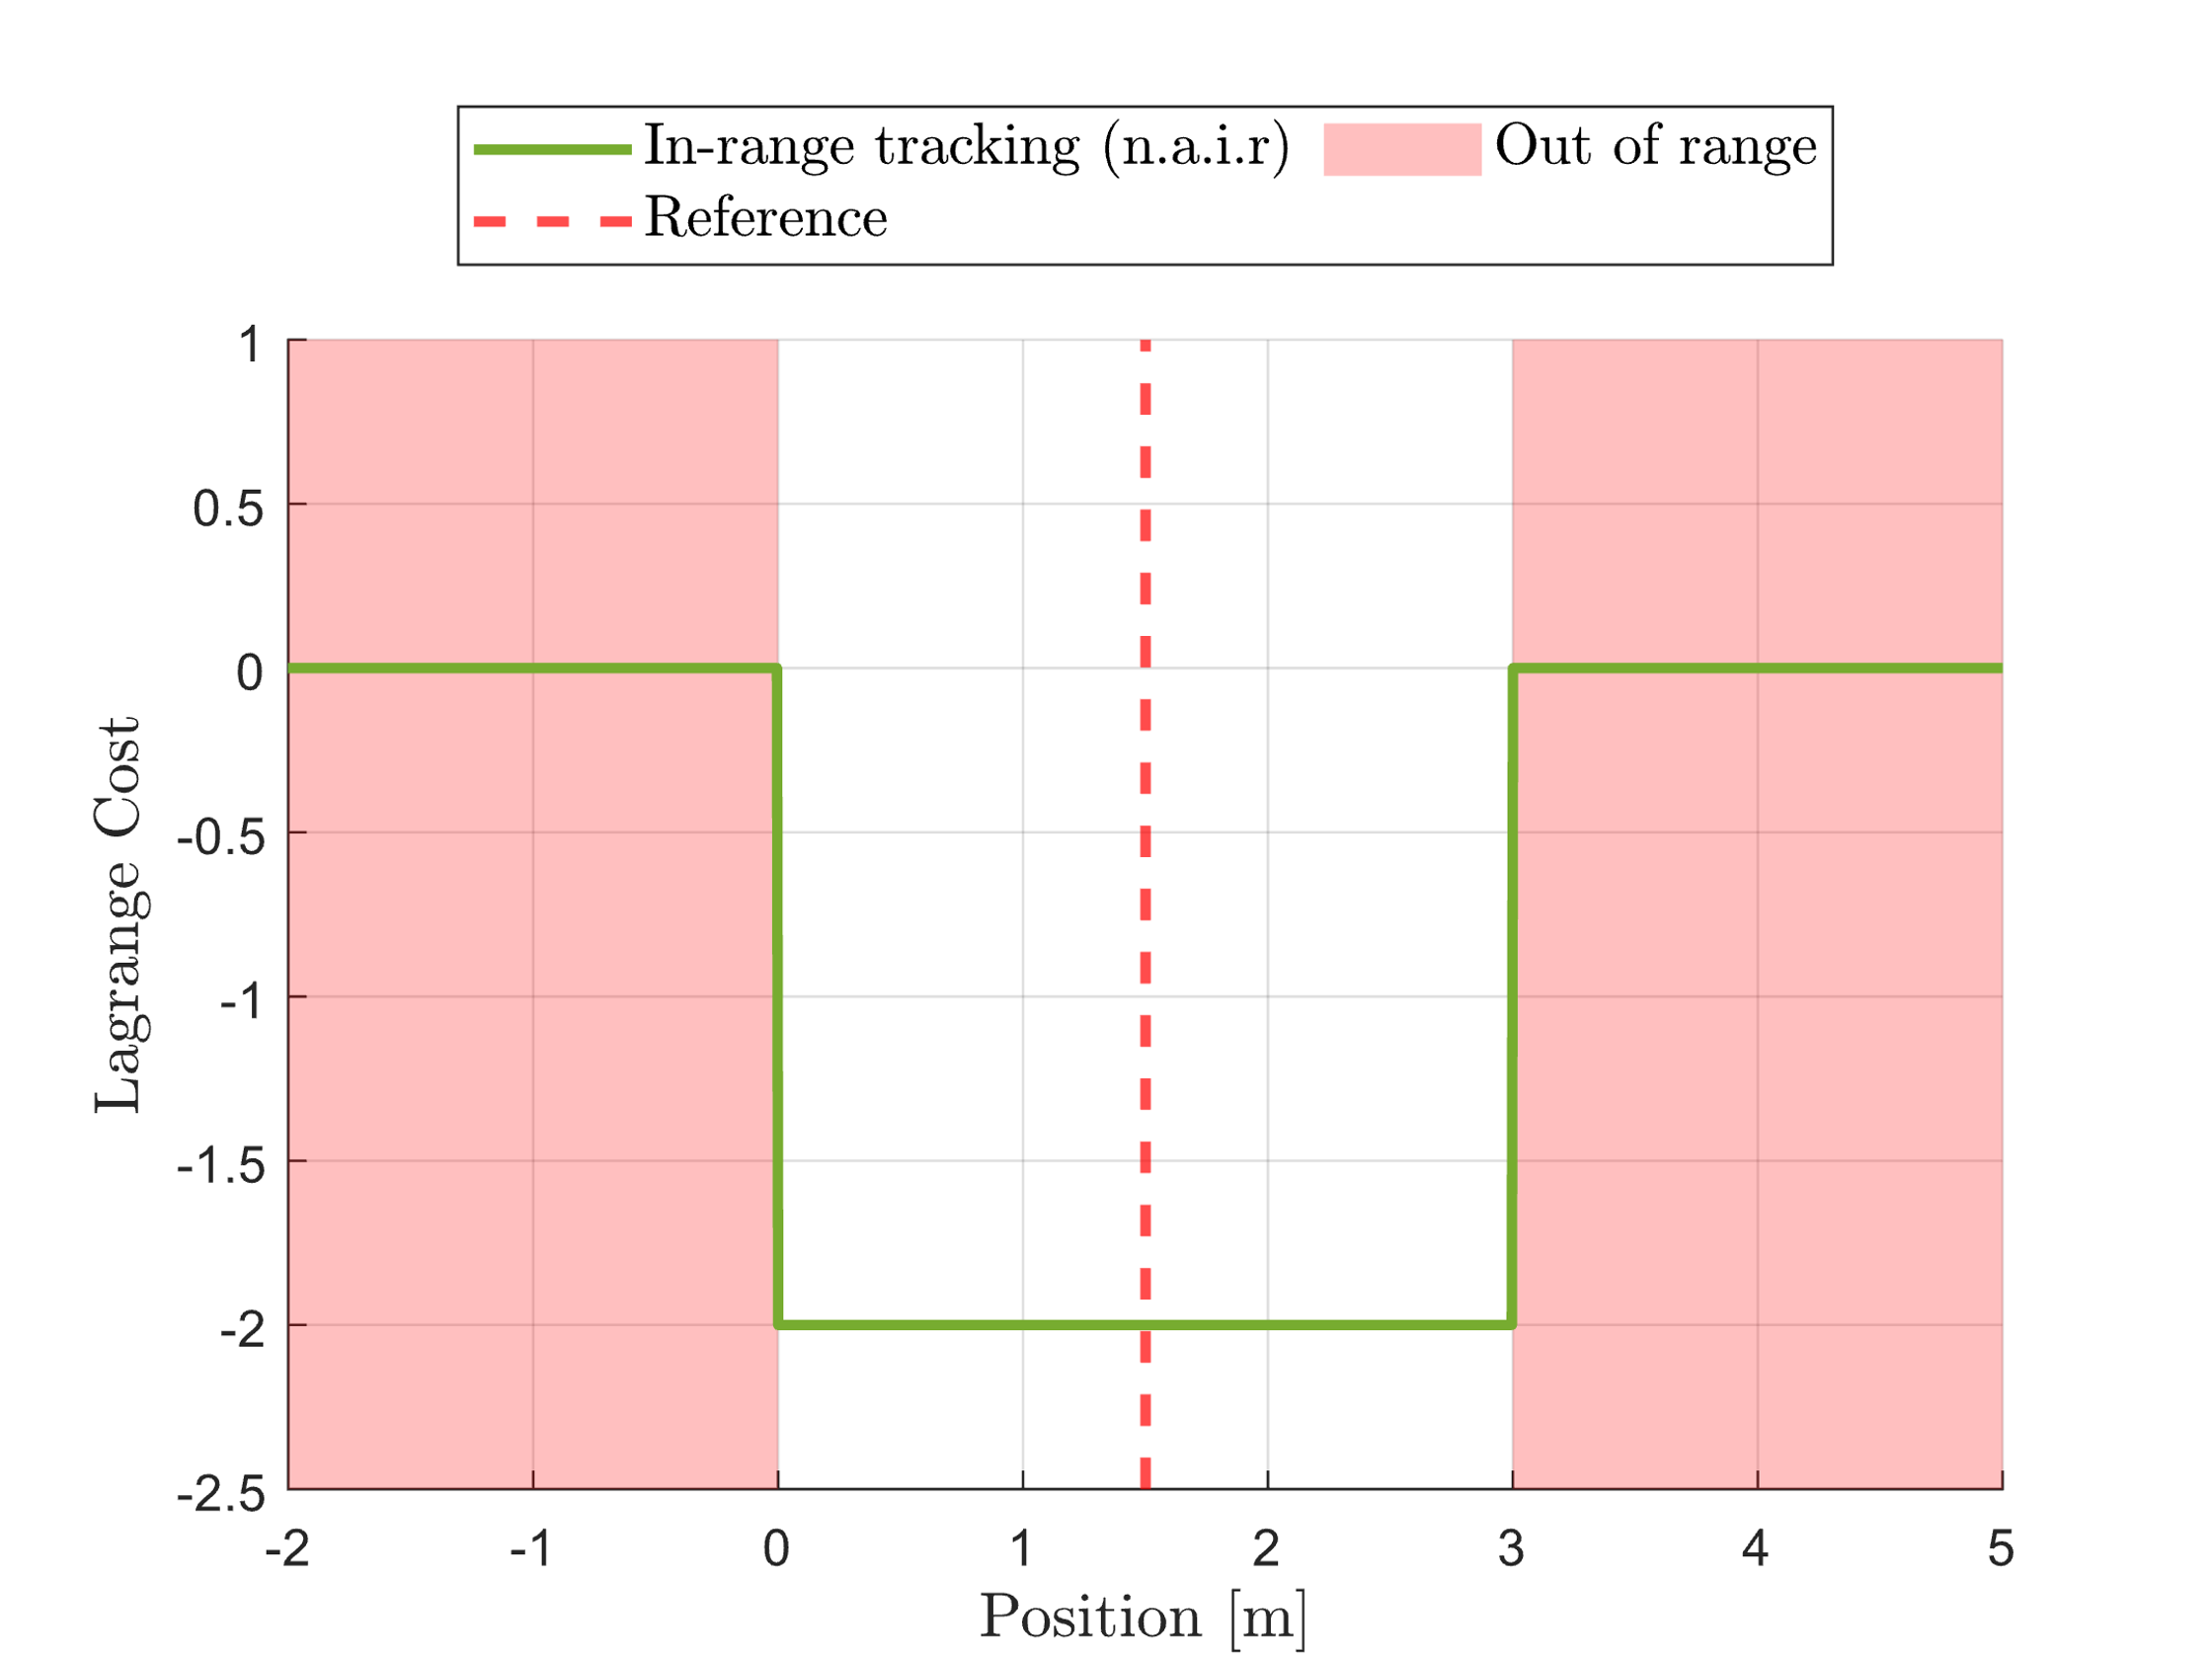 In-range tracking (n.a.i.r) Out of range
Reference
1
0.5
0
-0.5
-1
-1.5
-2
-2.5
Lagrange Cost
-2 -1 0 1 2 3 4 5
Position [m]